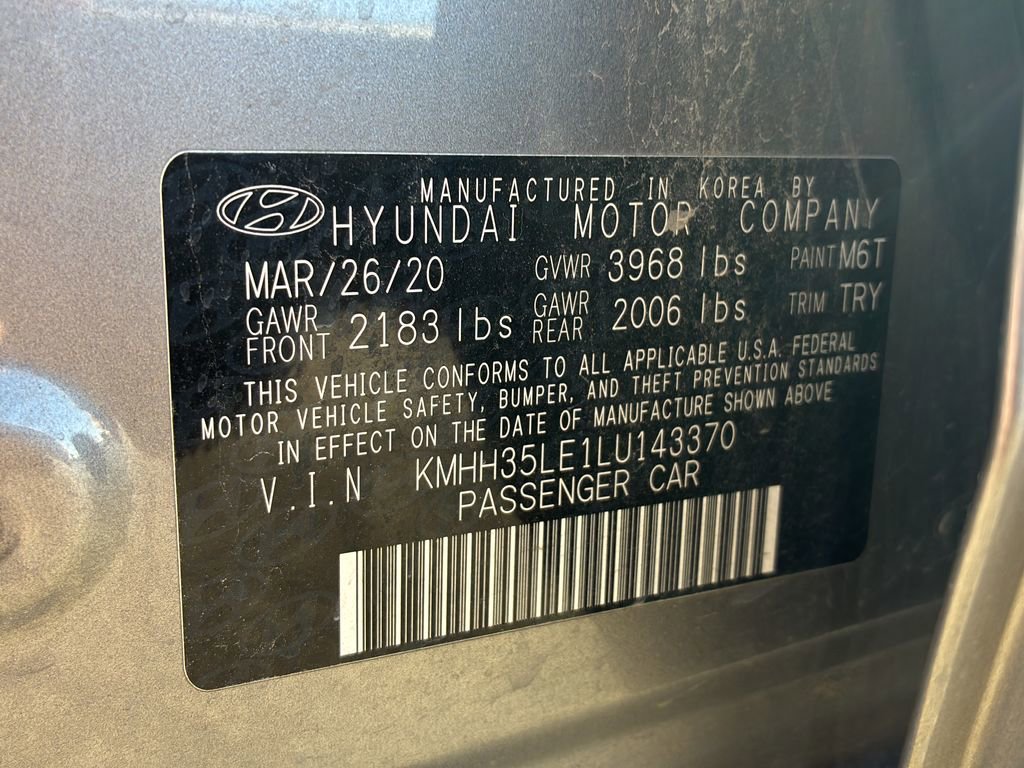 MANUFACTURED IN KOREA BY
HYUNDAI MOTOR COMPANY
MAR/26/20 GVWR 3968 lbs PAINT M6T
GAWR FRONT 2183 lbs GAWR REAR 2006 lbs TRIM TRY
THIS VEHICLE CONFORMS TO ALL APPLICABLE U.S.A. FEDERAL
MOTOR VEHICLE SAFETY, BUMPER, AND THEFT PREVENTION STANDARDS
IN EFFECT ON THE DATE OF MANUFACTURE SHOWN ABOVE
V.I.N KMHH35LE1LU143370
PASSENGER CAR